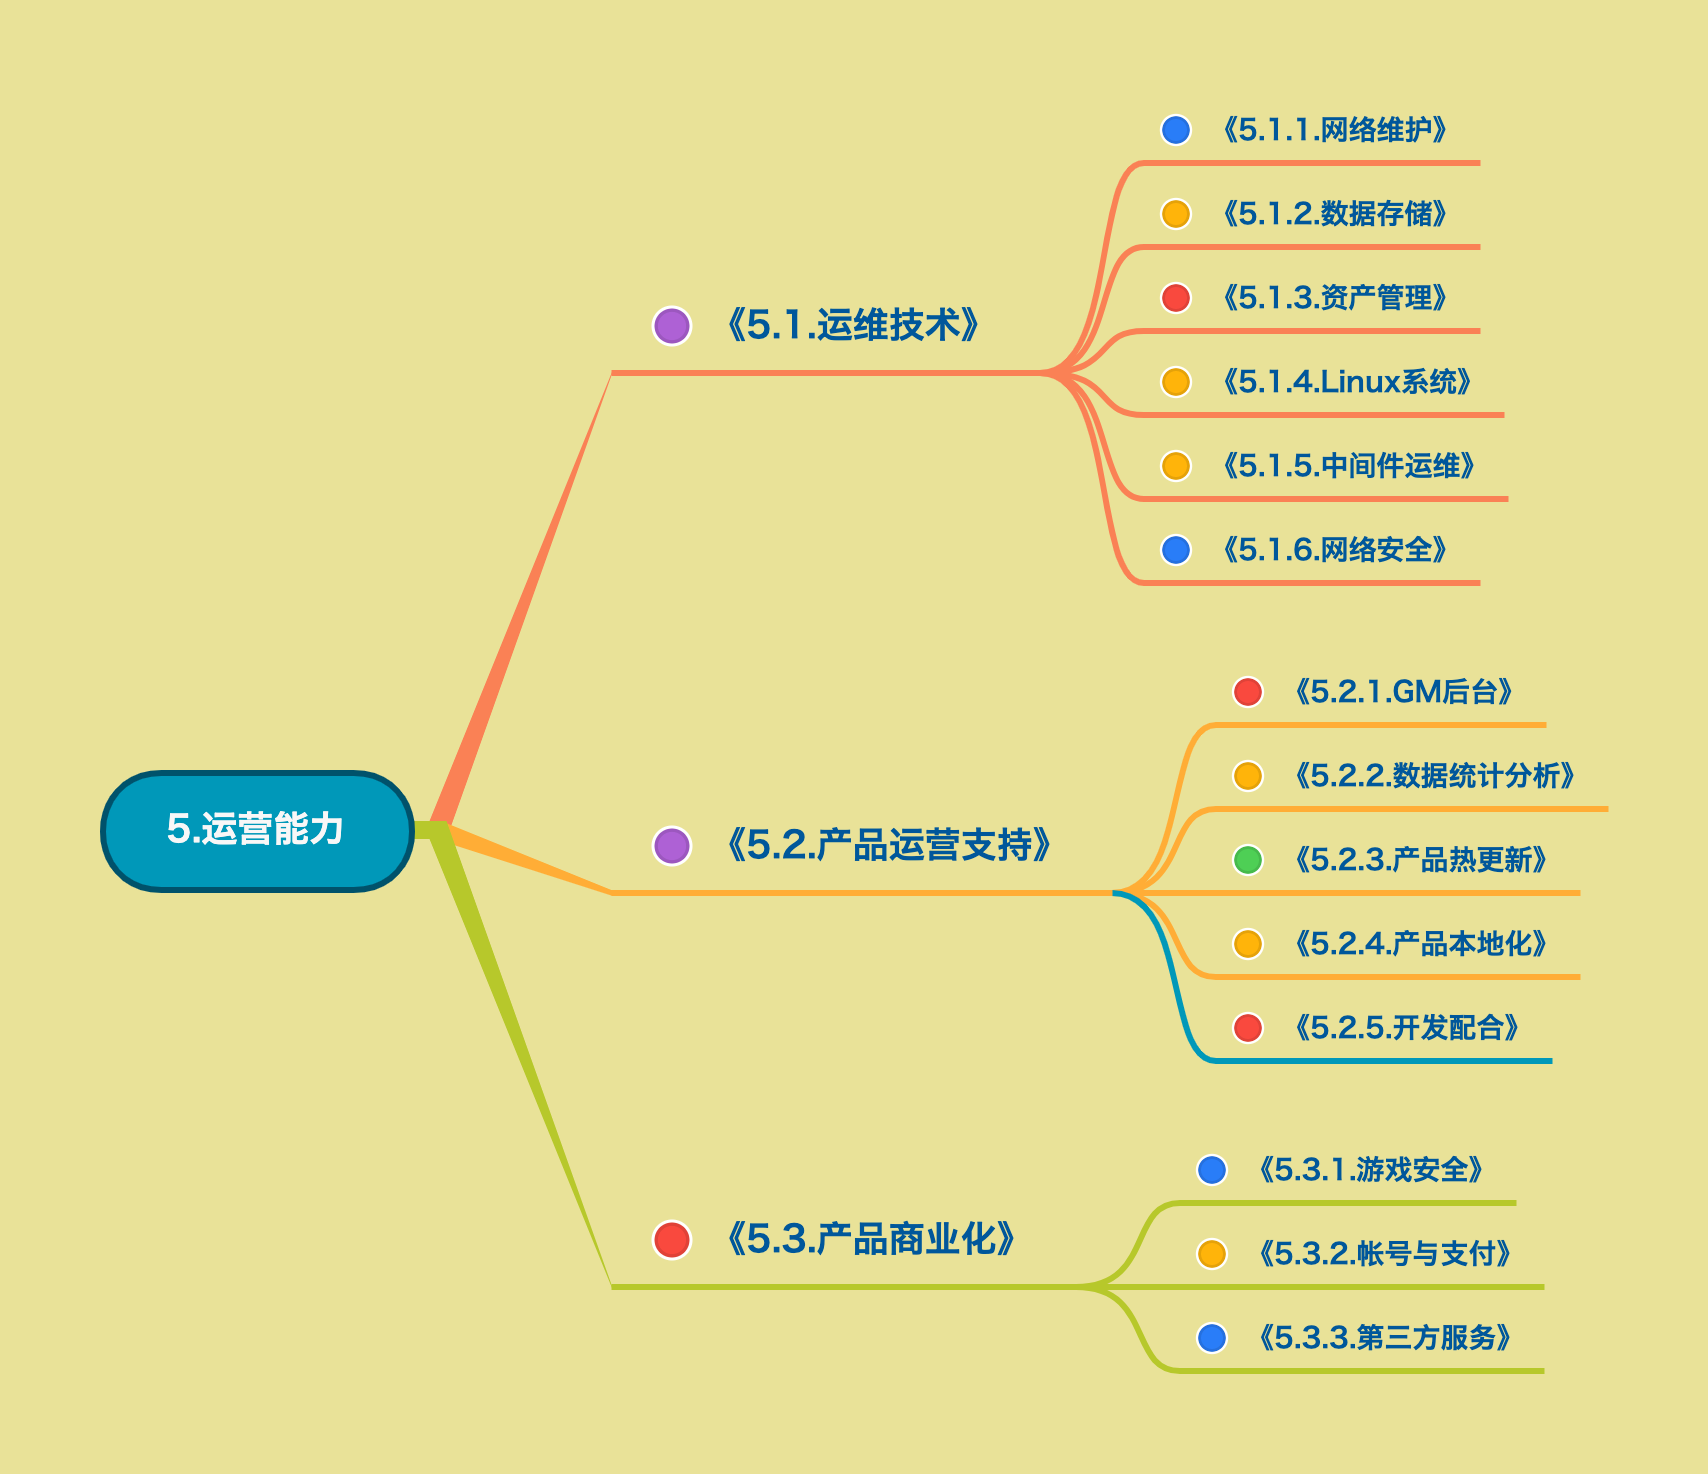 5.运营能力
《5.1.运维技术》
《5.1.1.网络维护》
《5.1.2.数据存储》
《5.1.3.资产管理》
《5.1.4.Linux系统》
《5.1.5.中间件运维》
《5.1.6.网络安全》
《5.2.产品运营支持》
《5.2.1.GM后台》
《5.2.2.数据统计分析》
《5.2.3.产品热更新》
《5.2.4.产品本地化》
《5.2.5.开发配合》
《5.3.产品商业化》
《5.3.1.游戏安全》
《5.3.2.帐号与支付》
《5.3.3.第三方服务》